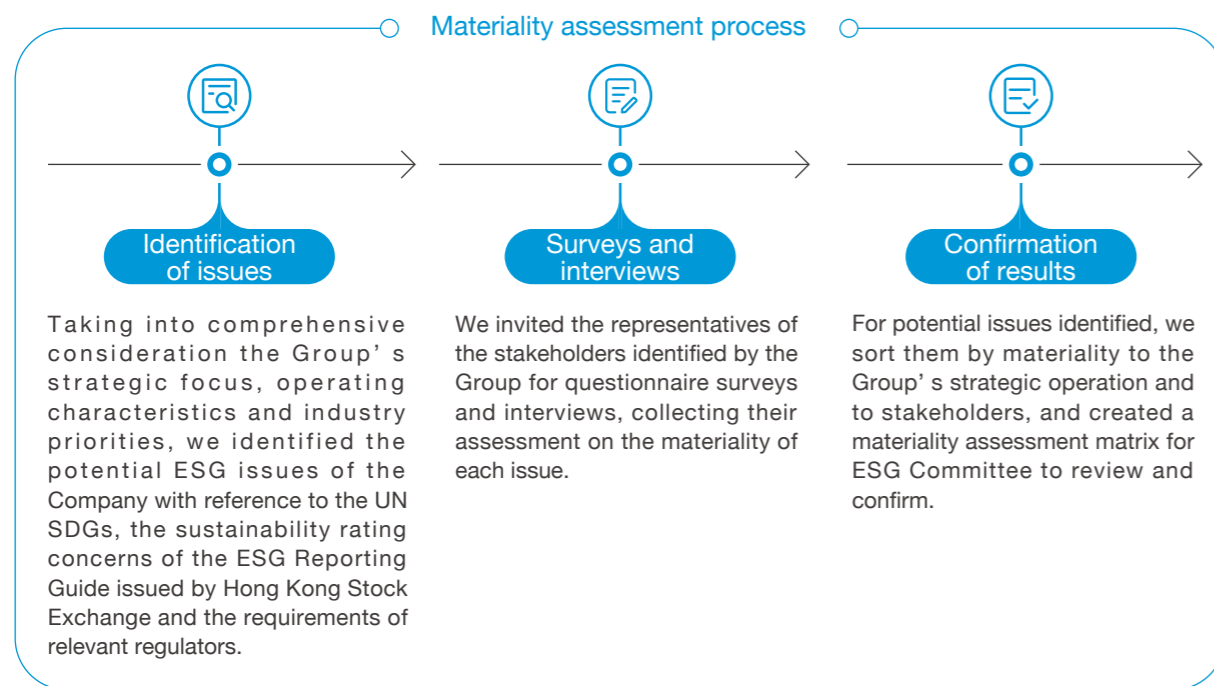 Materiality assessment process
Identification
of issues
Taking into comprehensive
consideration the Group' s
strategic focus, operating
characteristics and industry
priorities, we identified the
potential ESG issues of the
Company with reference to the UN
SDGs, the sustainability rating
concerns of the ESG Reporting
Guide issued by Hong Kong Stock
Exchange and the requirements of
relevant regulators.
Surveys and
interviews
We invited the representatives of
the stakeholders identified by the
Group for questionnaire surveys
and interviews, collecting their
assessment on the materiality of
each issue.
Confirmation
of results
For potential issues identified, we
sort them by materiality to the
Group' s strategic operation and
to stakeholders, and created a
materiality assessment matrix for
ESG Committee to review and
confirm.